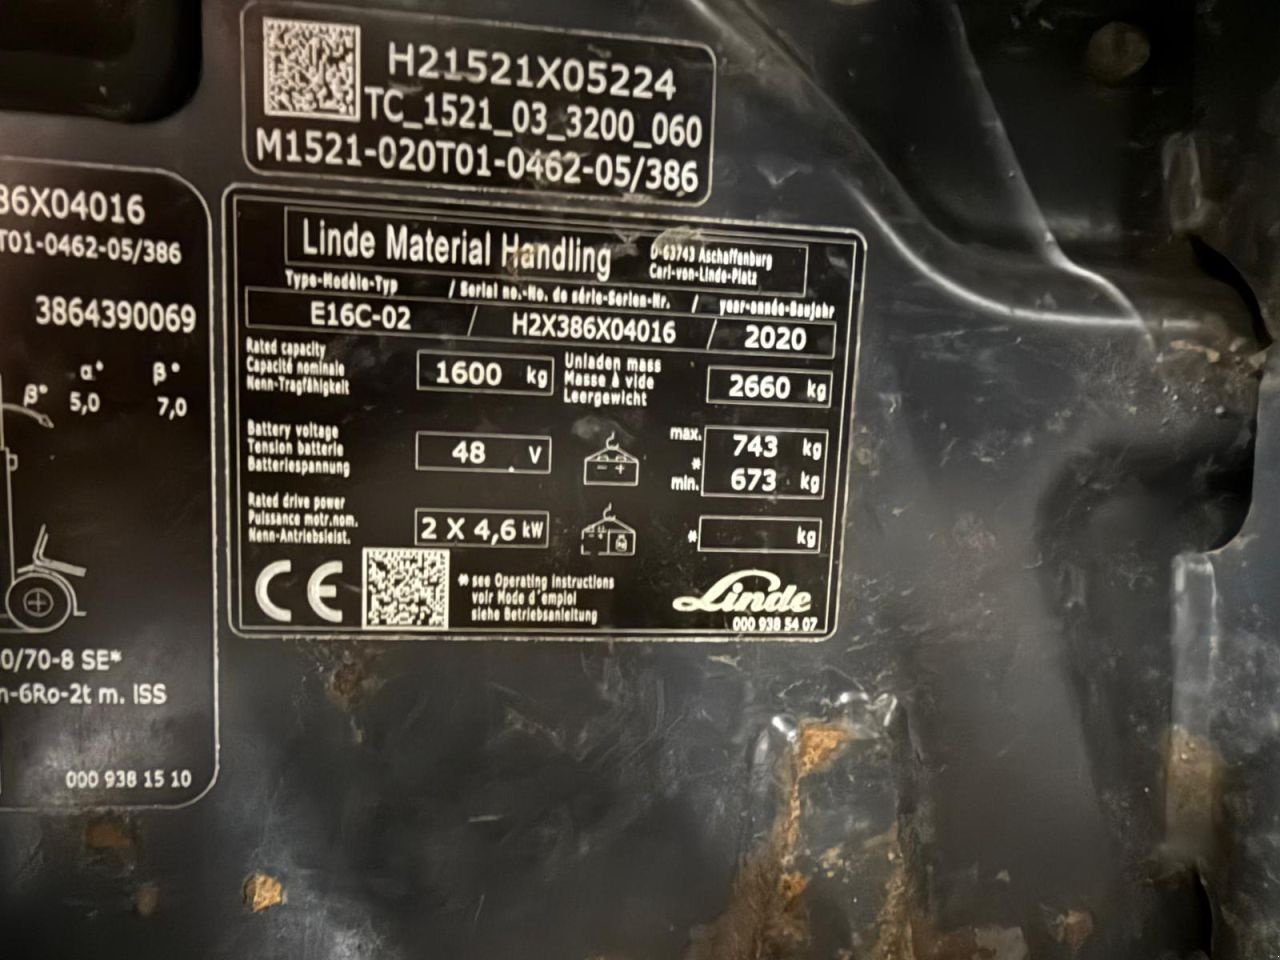 H21521X05224
TC_1521_03_3200_060
M1521-020T01-0462-05/386
86X04016
T01-0462-05/386
3864390069
α° β°
β° 5,0 7,0
0/70-8 SE*
n-6Ro-2t m. ISS
000 938 15 10
Linde Material Handling
D-63743 Aschaffenburg
Carl-von-Linde-Platz
Type-Modèle-Typ / Serial no.-No. de série-Serien-Nr. / year-année-Baujahr
E16C-02 / H2X386X04016 / 2020
Rated capacity
Capacité nominale
Nenn-Tragfähigkeit
1600 kg
Unladen mass
Masse à vide
Leergewicht
2660 kg
Battery voltage
Tension batterie
Batteriespannung
48 V
- +
max. 743 kg
*
min. 673 kg
Rated drive power
Puissance motr.nom.
Nenn-Antriebsleist.
2 X 4,6 kW
* kg
CE
* see Operating instructions
voir Mode d'emploi
siehe Betriebsanleitung
Linde
000 938 54 07